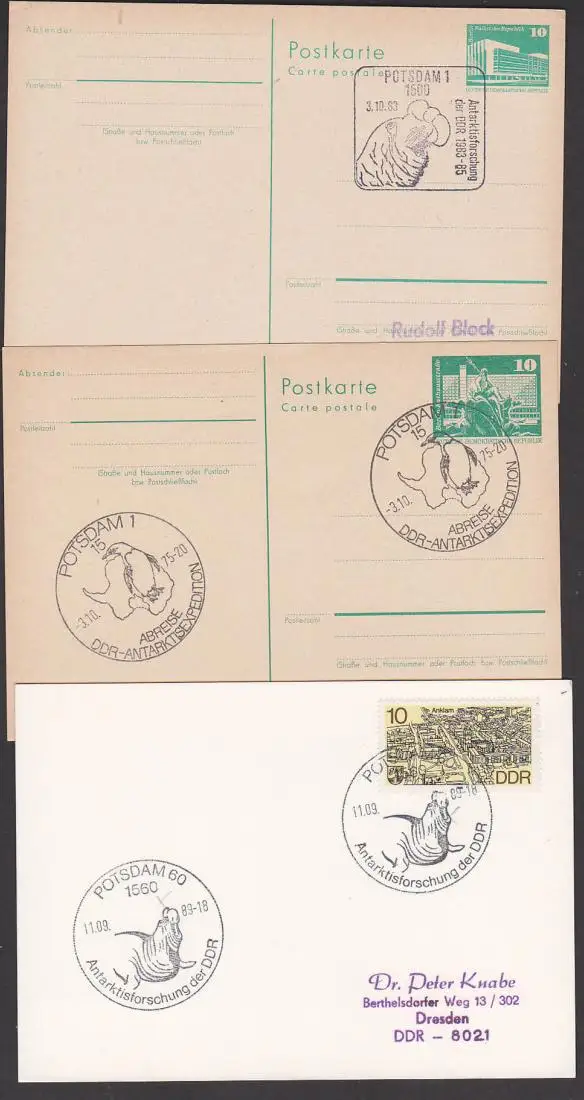 Absender
Postleitzahl
(Straße und Hausnummer oder Postfach
bzw. Postschließfach)
Postkarte
Carte postale
10
POTSDAM 1
1500
3.10.83
Antarktisforschung
der DDR 1983-85
Postleitzahl
(Straße und Hausnummer oder Postfach bzw. Postschließfach)
Rudolf Block
Absender
Postleitzahl
(Straße und Hausnummer oder Postfach
bzw. Postschließfach)
Postkarte
Carte postale
10
POTSDAM 1
15
-3.10.
75-20
ABREISE
DDR-ANTARKTISEXPEDITION
POTSDAM 1
15
-3.10.
75-20
ABREISE
DDR-ANTARKTISEXPEDITION
Postleitzahl
(Straße und Hausnummer oder Postfach bzw. Postschließfach)
10
Anklam
DDR
11.09.
89-18
Antarktisforschung der DDR
POTSDAM 60
1560
11.09.
89-18
Antarktisforschung der DDR
Dr. Peter Knabe
Berthelsdorfer Weg 13 / 302
Dresden
DDR – 8021